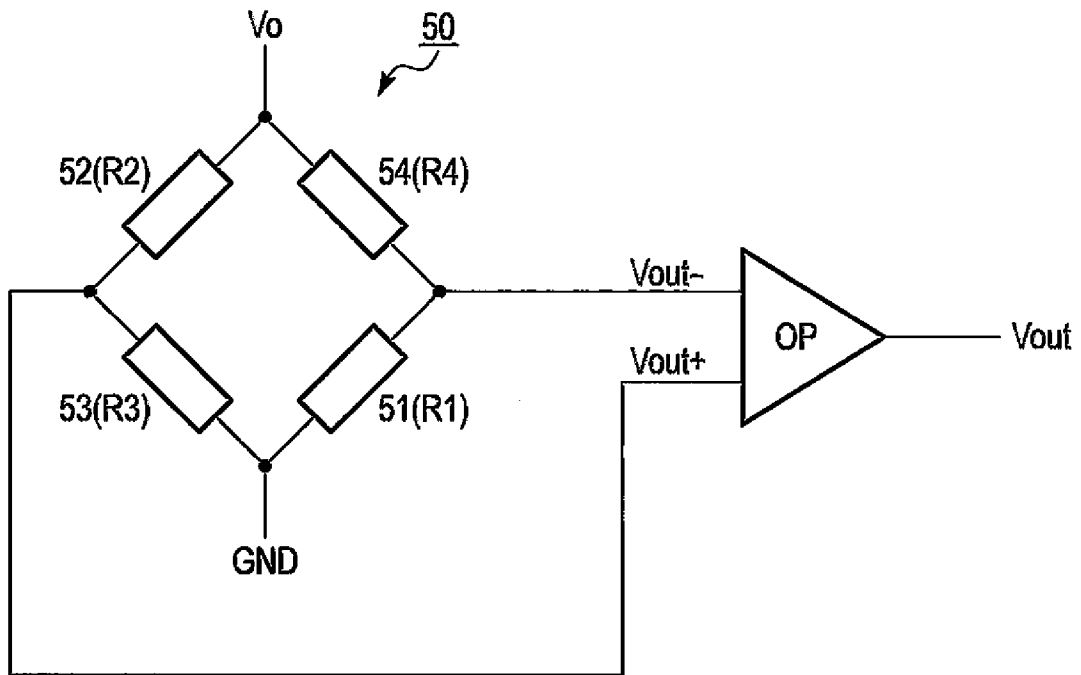 Vo
50
52(R2)
54(R4)
Vout-
OP
Vout
Vout+
53(R3)
51(R1)
GND